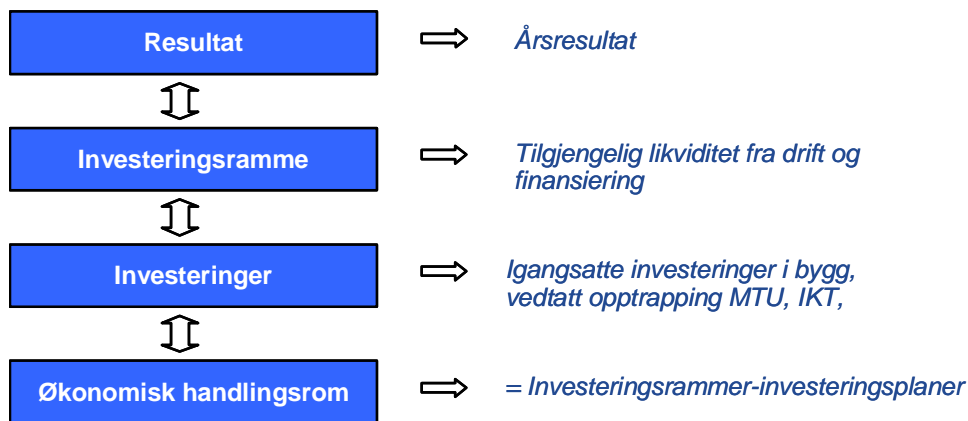 Resultat
Årsresultat
Investeringsramme
Tilgjengelig likviditet fra drift og
finansiering
Investeringer
Igangsatte investeringer i bygg,
vedtatt opptrapping MTU, IKT,
Økonomisk handlingsrom
= Investeringsrammer-investeringsplaner